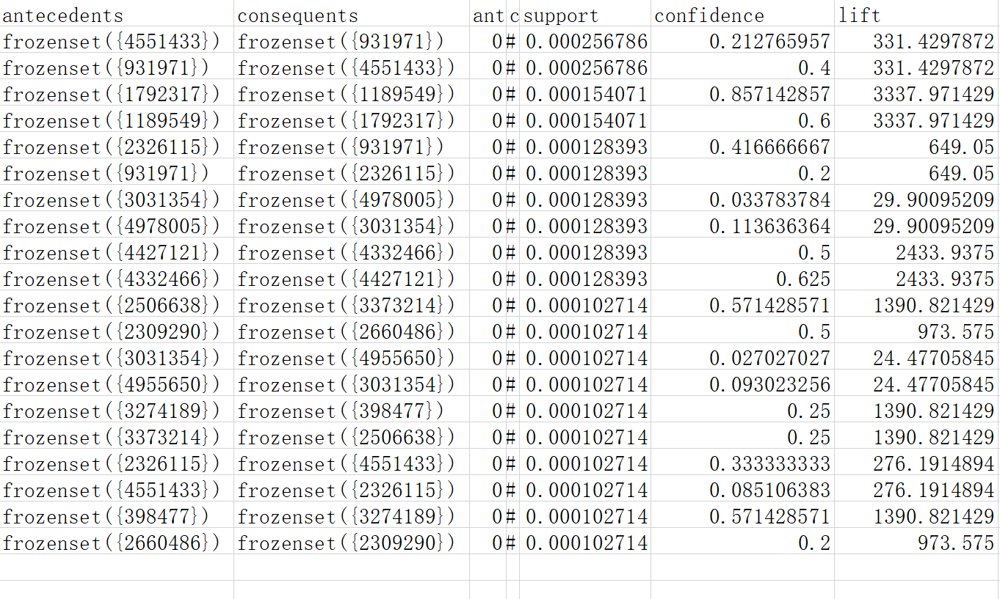 antecedents consequents ant c support confidence lift
frozenset({4551433}) frozenset({931971}) 0 # 0.000256786 0.212765957 331.4297872
frozenset({931971}) frozenset({4551433}) 0 # 0.000256786 0.4 331.4297872
frozenset({1792317}) frozenset({1189549}) 0 # 0.000154071 0.857142857 3337.971429
frozenset({1189549}) frozenset({1792317}) 0 # 0.000154071 0.6 3337.971429
frozenset({2326115}) frozenset({931971}) 0 # 0.000128393 0.416666667 649.05
frozenset({931971}) frozenset({2326115}) 0 # 0.000128393 0.2 649.05
frozenset({3031354}) frozenset({4978005}) 0 # 0.000128393 0.033783784 29.90095209
frozenset({4978005}) frozenset({3031354}) 0 # 0.000128393 0.113636364 29.90095209
frozenset({4427121}) frozenset({4332466}) 0 # 0.000128393 0.5 2433.9375
frozenset({4332466}) frozenset({4427121}) 0 # 0.000128393 0.625 2433.9375
frozenset({2506638}) frozenset({3373214}) 0 # 0.000102714 0.571428571 1390.821429
frozenset({2309290}) frozenset({2660486}) 0 # 0.000102714 0.5 973.575
frozenset({3031354}) frozenset({4955650}) 0 # 0.000102714 0.027027027 24.47705845
frozenset({4955650}) frozenset({3031354}) 0 # 0.000102714 0.093023256 24.47705845
frozenset({3274189}) frozenset({398477}) 0 # 0.000102714 0.25 1390.821429
frozenset({3373214}) frozenset({2506638}) 0 # 0.000102714 0.25 1390.821429
frozenset({2326115}) frozenset({4551433}) 0 # 0.000102714 0.333333333 276.1914894
frozenset({4551433}) frozenset({2326115}) 0 # 0.000102714 0.085106383 276.1914894
frozenset({398477}) frozenset({3274189}) 0 # 0.000102714 0.571428571 1390.821429
frozenset({2660486}) frozenset({2309290}) 0 # 0.000102714 0.2 973.575